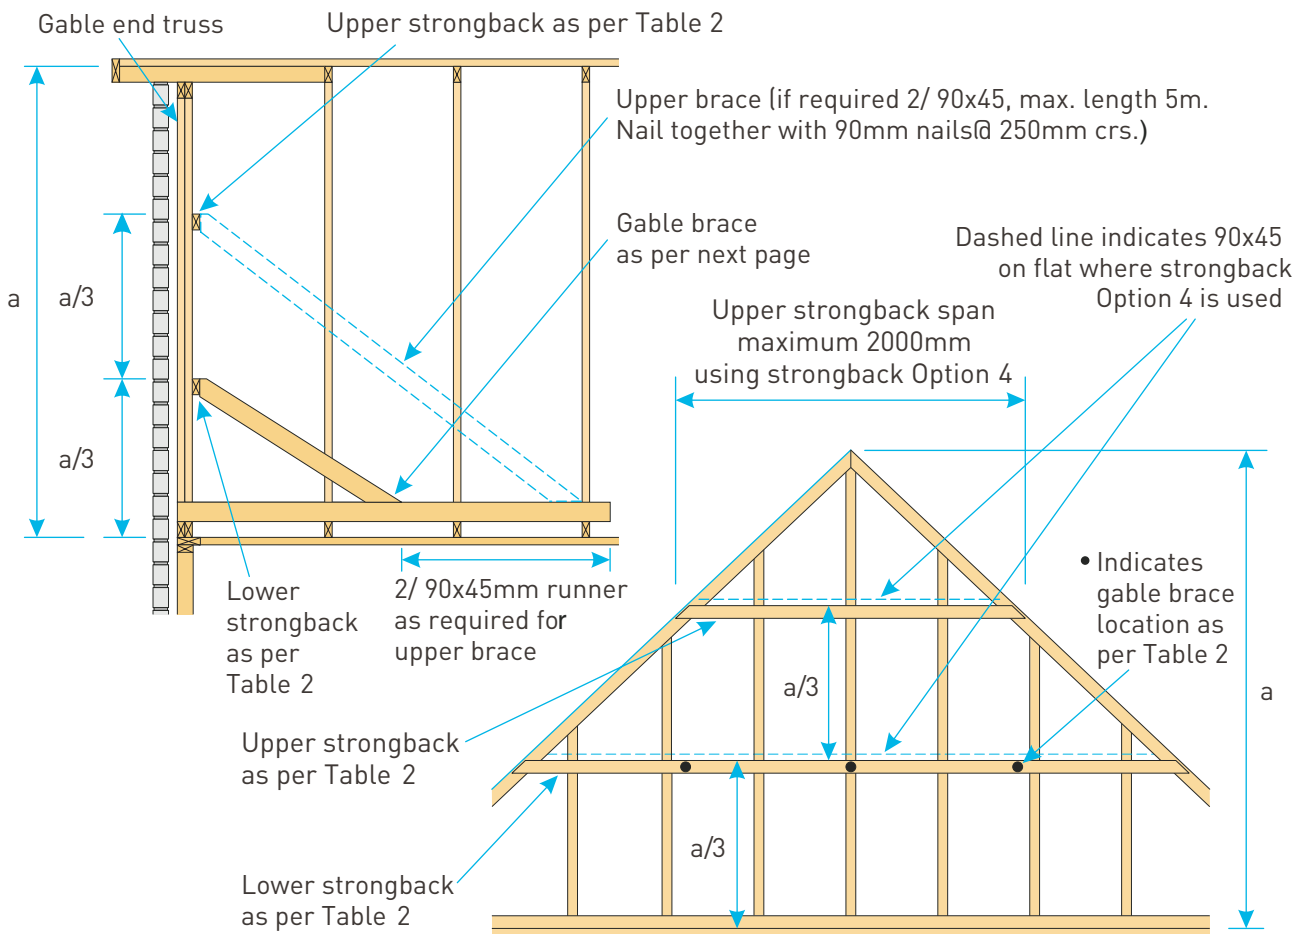 Gable end truss
Upper strongback as per Table 2
Upper brace (if required 2/ 90x45, max. length 5m.
Nail together with 90mm nails@ 250mm crs.)
Gable brace
as per next page
Dashed line indicates 90x45
on flat where strongback
Option 4 is used
Upper strongback span
maximum 2000mm
using strongback Option 4
a
a/3
a/3
Lower
strongback
as per
Table 2
2/ 90x45mm runner
as required for
upper brace
• Indicates
gable brace
location as
per Table 2
a/3
a
Upper strongback
as per Table 2
a/3
Lower strongback
as per Table 2